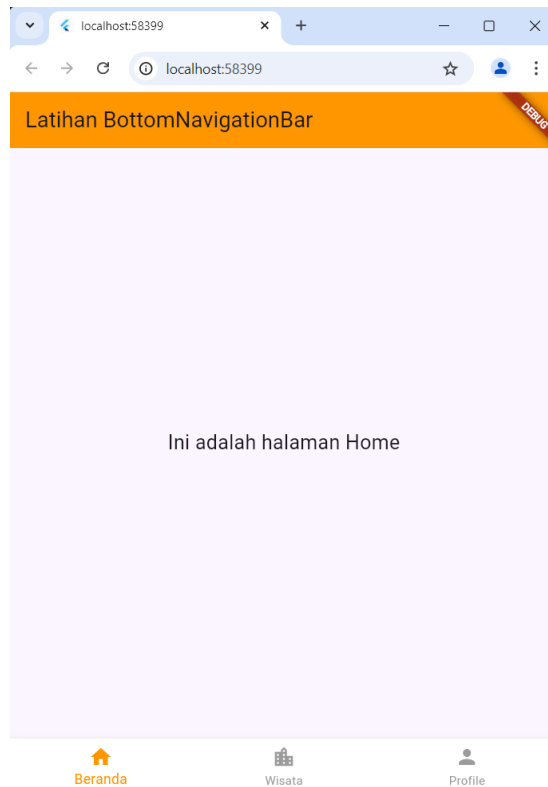 localhost:58399
localhost:58399
Latihan BottomNavigationBar
DEBUG
Ini adalah halaman Home
Beranda
Wisata
Profile